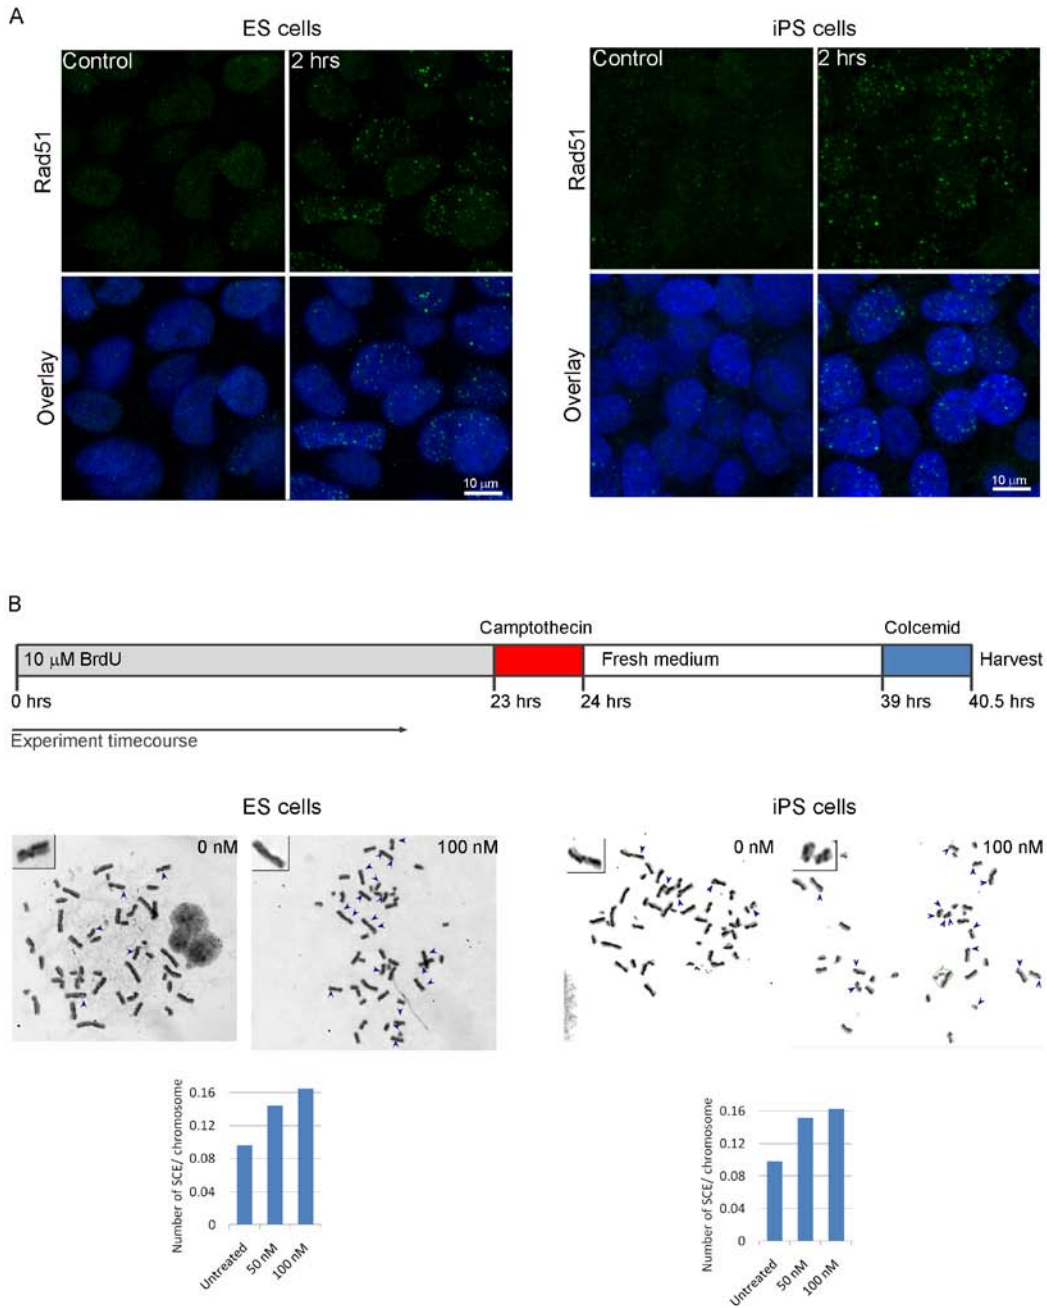 A
ES cells
iPS cells
Control
2 hrs
Control
2 hrs
Rad51
Rad51
Overlay
Overlay
10 μm
10 μm
B
Camptothecin
Colcemid
10 μM BrdU
Fresh medium
Harvest
0 hrs
23 hrs
24 hrs
39 hrs
40.5 hrs
Experiment timecourse
ES cells
iPS cells
0 nM
100 nM
0 nM
100 nM
Number of SCE/ chromosome
0.16
0.12
0.08
0.04
0
Untreated
50 nM
100 nM
Number of SCE/ chromosome
0.16
0.12
0.08
0.04
0
Untreated
50 nM
100 nM